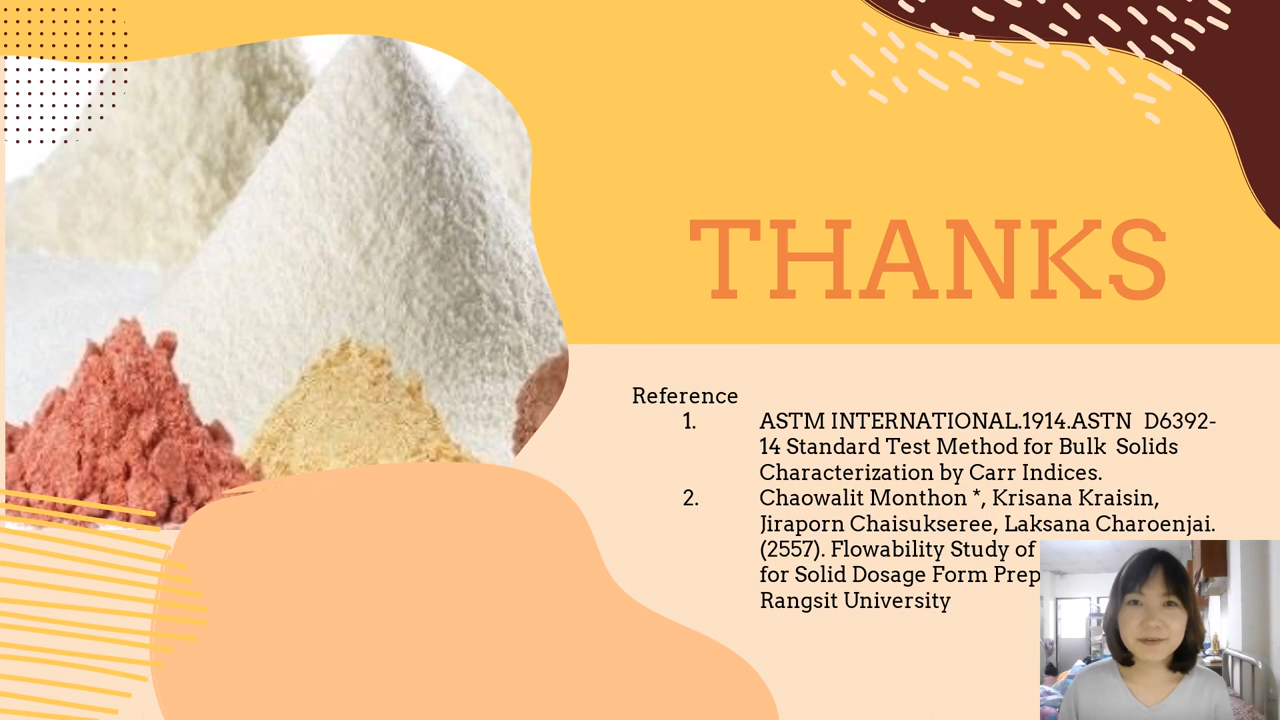 THANKS
Reference
1. ASTM INTERNATIONAL.1914.ASTN D6392-
14 Standard Test Method for Bulk Solids
Characterization by Carr Indices.
2. Chaowalit Monthon *, Krisana Kraisin,
Jiraporn Chaisukseree, Laksana Charoenjai.
(2557). Flowability Study of
for Solid Dosage Form Prep
Rangsit University